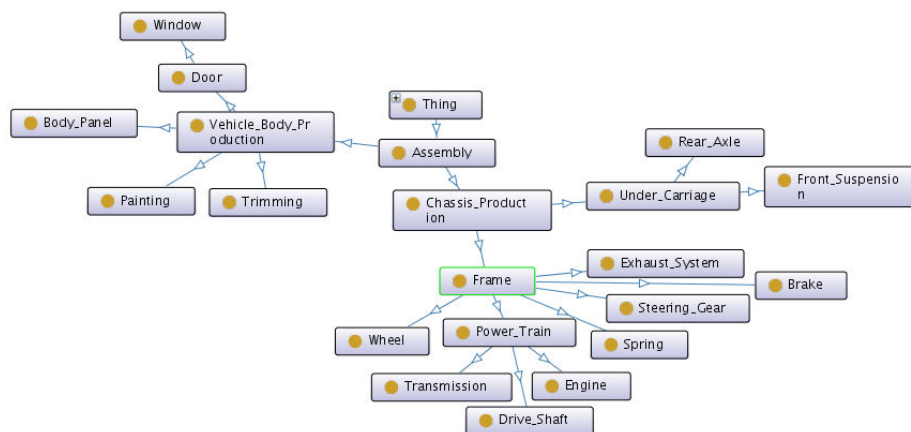 Window
Door
Body_Panel
Vehicle_Body_Pr
oduction
Thing
Assembly
Rear_Axle
Painting
Trimming
Chassis_Product
ion
Under_Carriage
Front_Suspensio
n
Exhaust_System
Frame
Brake
Steering_Gear
Wheel
Power_Train
Spring
Transmission
Engine
Drive_Shaft